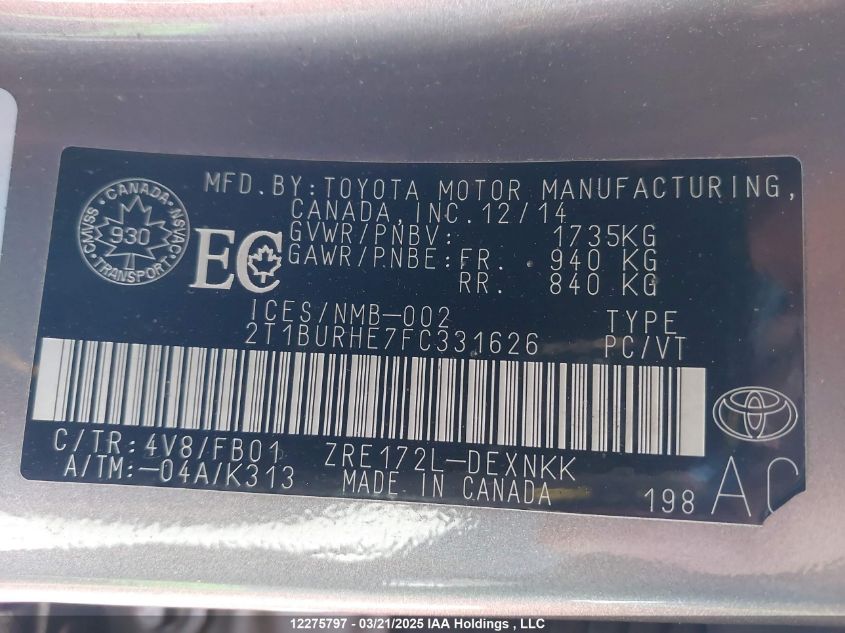 MFD.BY:TOYOTA MOTOR MANUFACTURING,
CANADA,INC.12/14
GVWR/PNBV: 1735KG
GAWR/PNBE:FR. 940 KG
RR. 840 KG
CANADA
CMVSS NSVAC
930
TRANSPORT
EC
ICES/NMB-002 TYPE
2T1BURHE7FC331626 PC/VT
C/TR:4V8/FB01 ZRE172L-DEXNKK
A/TM:-04A/K313 MADE IN CANADA
198 AC
12275797 - 03/21/2025 IAA Holdings , LLC